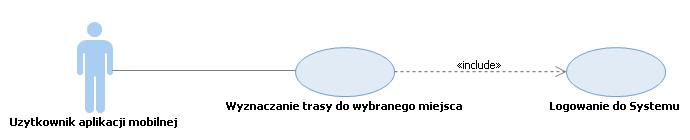 «include»
Wyznaczanie trasy do wybranego miejsca
Logowanie do Systemu
Uzytkownik aplikacji mobilnej